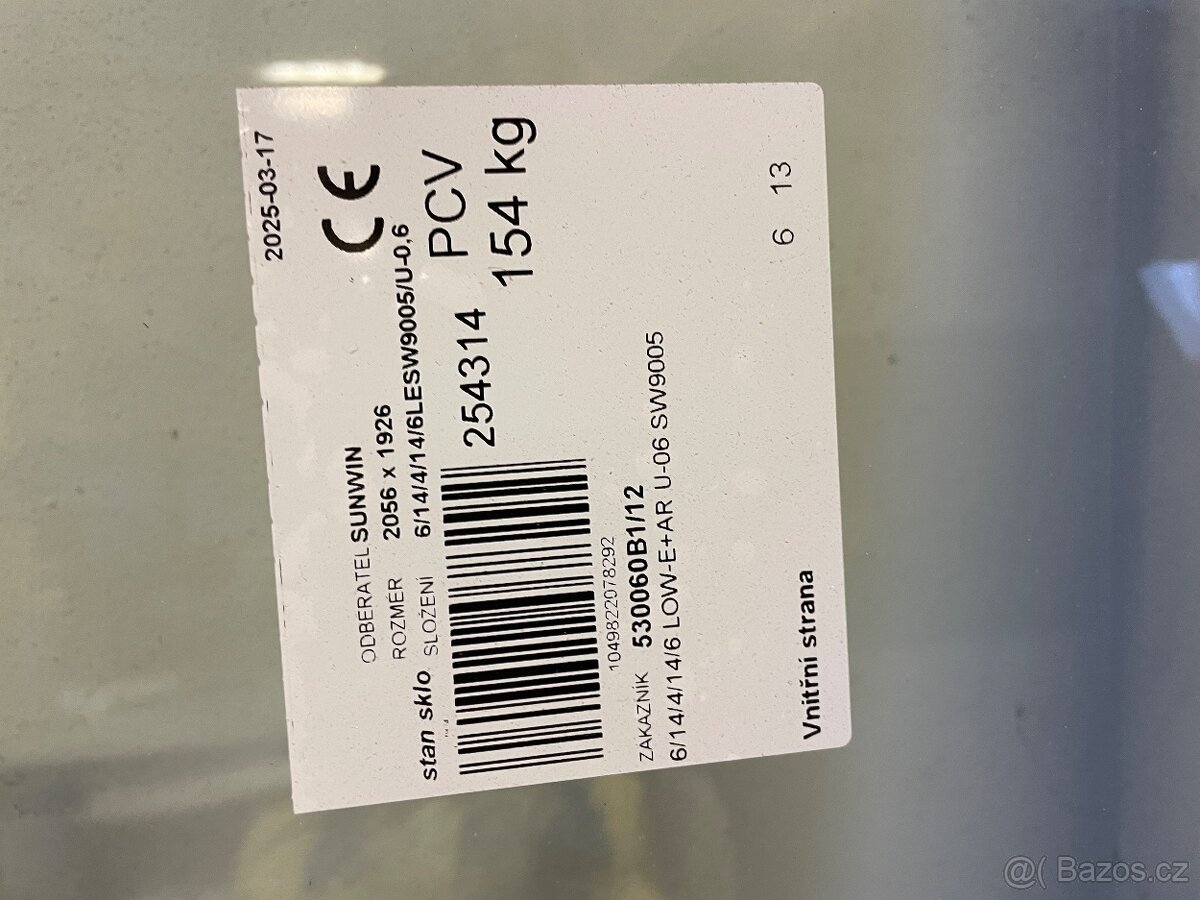 2025-03-17
CE
ODBERATEL SUNWIN
ROZMĚR 2056 x 1926
stan sklo SLOŽENÍ 6/14/4/14/6LESW9005/U-0,6
254314 PCV
154 kg
1049822078292
ZAKAZNÍK 530060B1/12
6/14/4/14/6 LOW-E+AR U-06 SW9005
Vnitřní strana 6 13
@( Bazos.cz